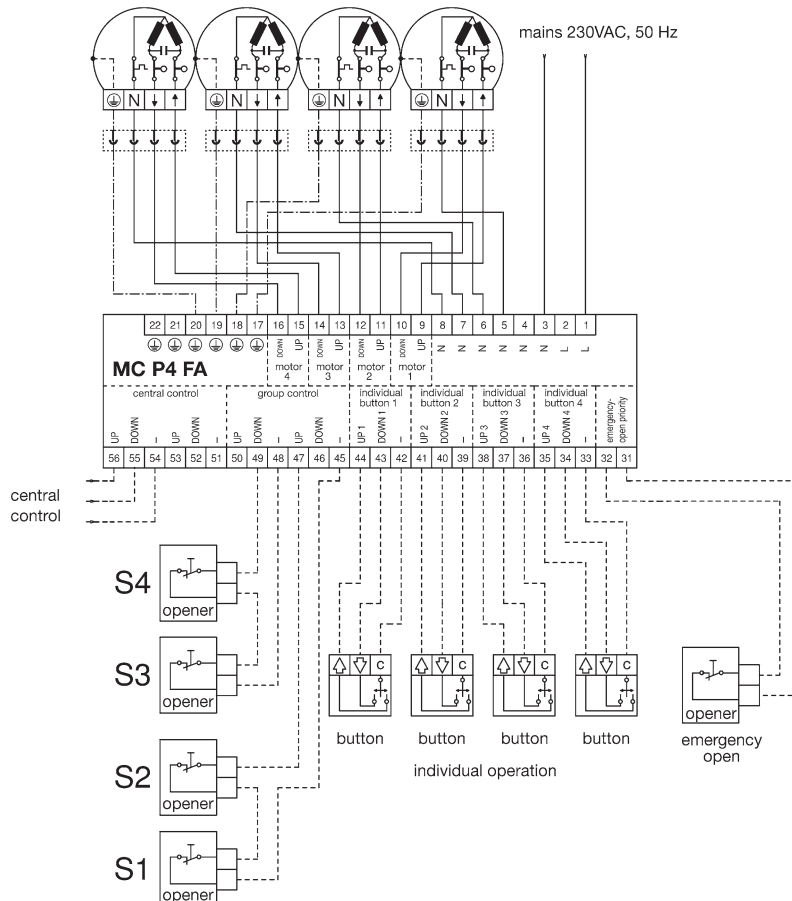 mains 230VAC, 50 Hz
N N N N
22 21 20 19 18 17 16 15 14 13 12 11 10 9 8 7 6 5 4 3 2 1
DOWN UP DOWN UP DOWN UP DOWN UP N N N N N N L L
motor 4 motor 3 motor 2 motor 1
MC P4 FA
central control group control individual button 1 individual button 2 individual button 3 individual button 4 emergency-open priority
UP DOWN – UP DOWN – UP DOWN – UP DOWN – UP 1 DOWN 1 – UP 2 DOWN 2 – UP 3 DOWN 3 – UP 4 DOWN 4 –
56 55 54 53 52 51 50 49 48 47 46 45 44 43 42 41 40 39 38 37 36 35 34 33 32 31
central
control
S4
opener
S3
opener
C C C C
opener
button button button button
emergency
open
individual operation
S2
opener
S1
opener